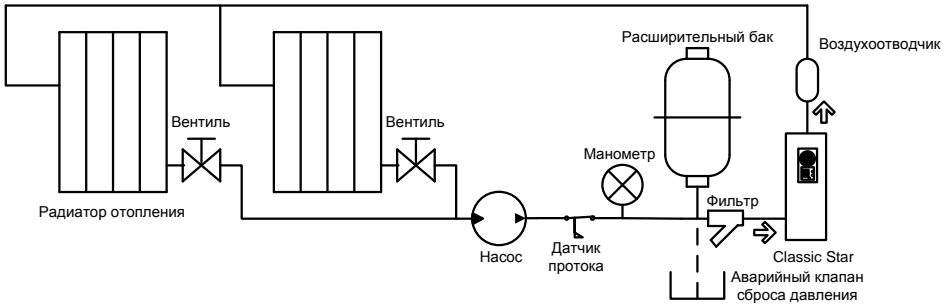 Расширительный бак
Воздухоотводчик
Вентиль
Вентиль
Манометр
Радиатор отопления
Фильтр
Насос
Датчик
протока
Classic Star
Аварийный клапан
сброса давления